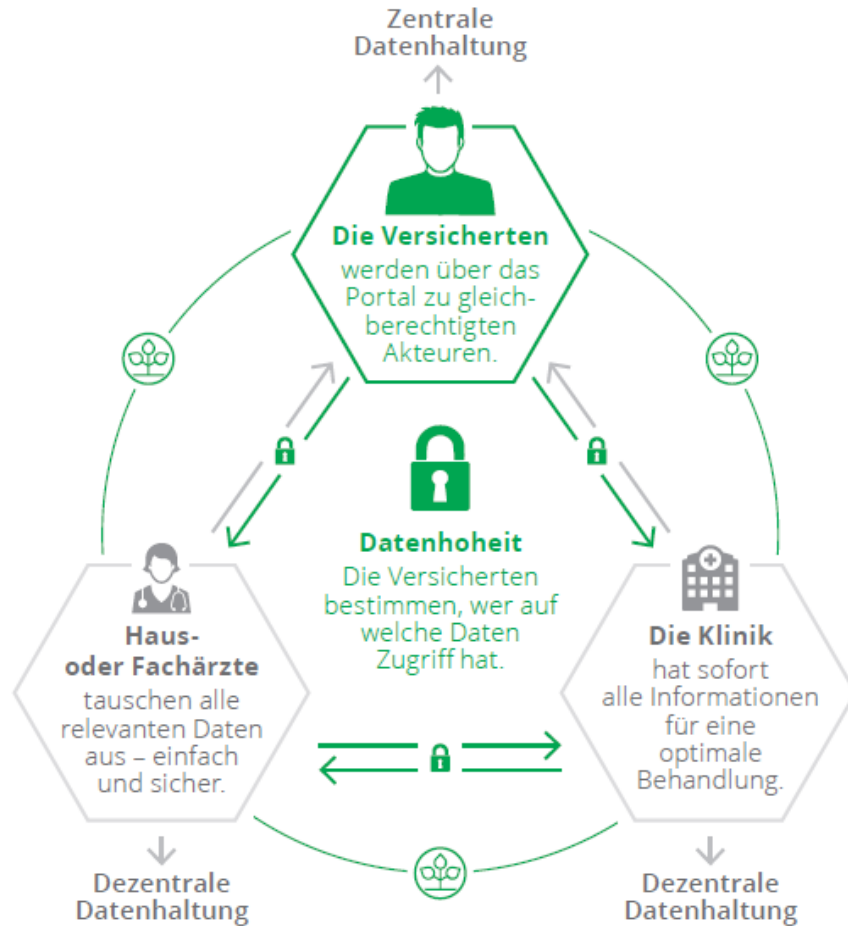 Zentrale
Datenhaltung
Die Versicherten
werden über das
Portal zu gleich-
berechtigten
Akteuren.
Datenhoheit
Die Versicherten
bestimmen, wer auf
welche Daten
Zugriff hat.
Haus-
oder Fachärzte
tauschen alle
relevanten Daten
aus – einfach
und sicher.
Die Klinik
hat sofort
alle Informationen
für eine
optimale
Behandlung.
Dezentrale
Datenhaltung
Dezentrale
Datenhaltung